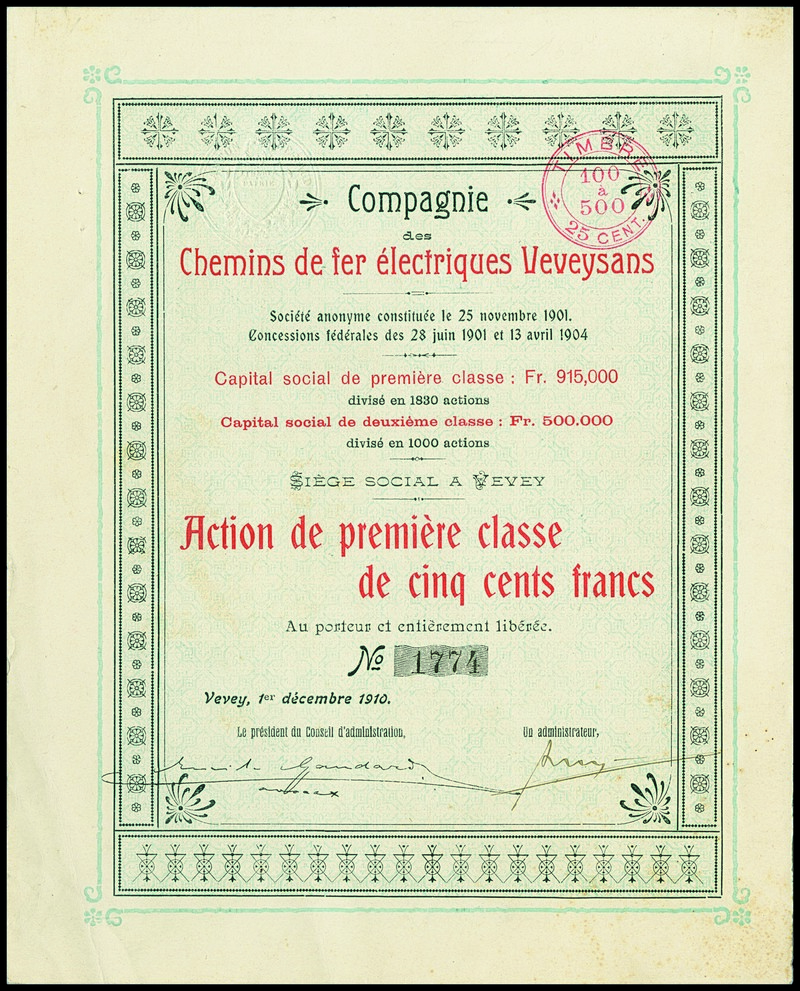 PATRIE
TIMBRE
100
à
500
25 CENT.
Compagnie
des
Chemins de fer électriques Veveysans
Société anonyme constituée le 25 novembre 1901.
Concessions fédérales des 28 juin 1901 et 13 avril 1904
Capital social de première classe : Fr. 915,000
divisé en 1830 actions
Capital social de deuxième classe : Fr. 500.000
divisé en 1000 actions
SIÈGE SOCIAL A VEVEY
Action de première classe
de cinq cents francs
Au porteur et entièrement libérée.
No 1774
Vevey, 1er décembre 1910.
Le président du Conseil d'administration,
Un administrateur,
Gaudard